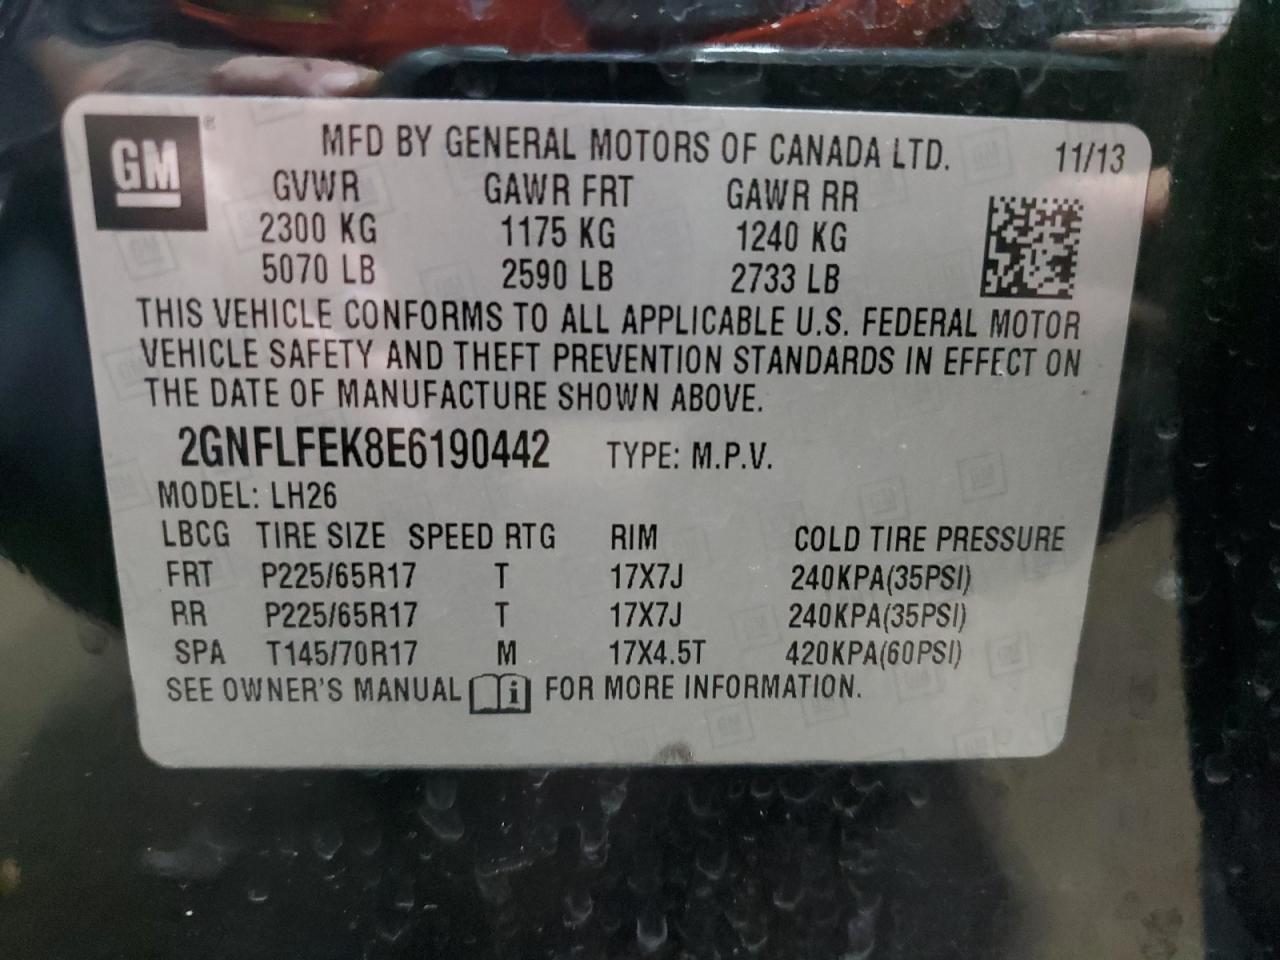 GM
MFD BY GENERAL MOTORS OF CANADA LTD. 11/13
GVWR GAWR FRT GAWR RR
2300 KG 1175 KG 1240 KG
5070 LB 2590 LB 2733 LB
THIS VEHICLE CONFORMS TO ALL APPLICABLE U.S. FEDERAL MOTOR
VEHICLE SAFETY AND THEFT PREVENTION STANDARDS IN EFFECT ON
THE DATE OF MANUFACTURE SHOWN ABOVE.
2GNFLFEK8E6190442 TYPE: M.P.V.
MODEL: LH26
LBCG TIRE SIZE SPEED RTG RIM COLD TIRE PRESSURE
FRT P225/65R17 T 17X7J 240KPA(35PSI)
RR P225/65R17 T 17X7J 240KPA(35PSI)
SPA T145/70R17 M 17X4.5T 420KPA(60PSI)
SEE OWNER'S MANUAL i FOR MORE INFORMATION.